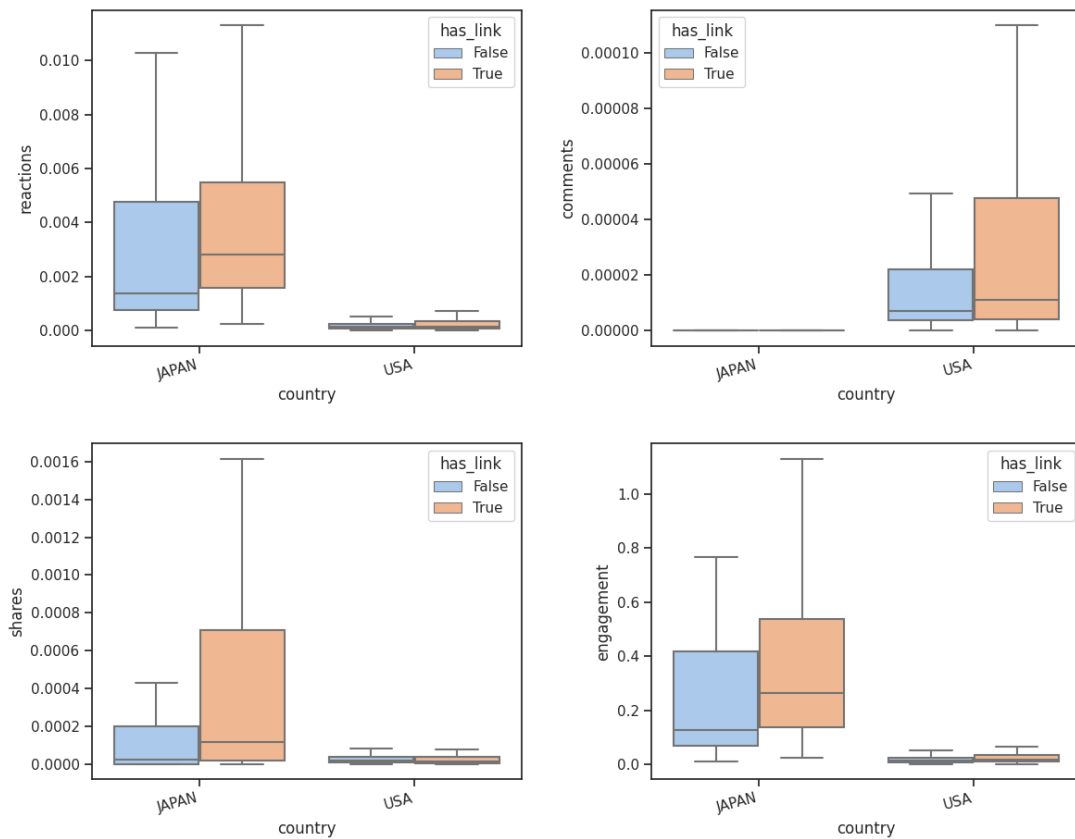 has_link
False
True
0.010
0.008
0.006
0.004
0.002
0.000
reactions
JAPAN
USA
country
has_link
False
True
0.00010
0.00008
0.00006
0.00004
0.00002
0.00000
comments
JAPAN
USA
country
has_link
False
True
0.0016
0.0014
0.0012
0.0010
0.0008
0.0006
0.0004
0.0002
0.0000
shares
JAPAN
USA
country
has_link
False
True
1.0
0.8
0.6
0.4
0.2
0.0
engagement
JAPAN
USA
country